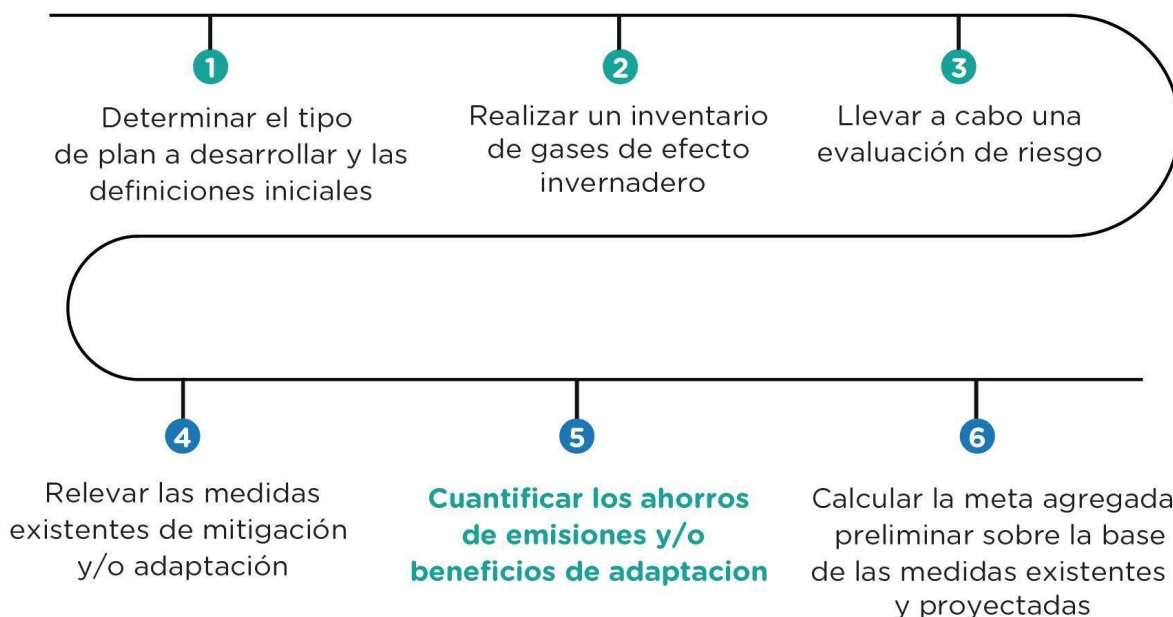 1
Determinar el tipo
de plan a desarrollar y las
definiciones iniciales
2
Realizar un inventario
de gases de efecto
invernadero
3
Llevar a cabo una
evaluación de riesgo
4
Relevar las medidas
existentes de mitigación
y/o adaptación
5
Cuantificar los ahorros
de emisiones y/o
beneficios de adaptacion
6
Calcular la meta agregada
preliminar sobre la base
de las medidas existentes
y proyectadas